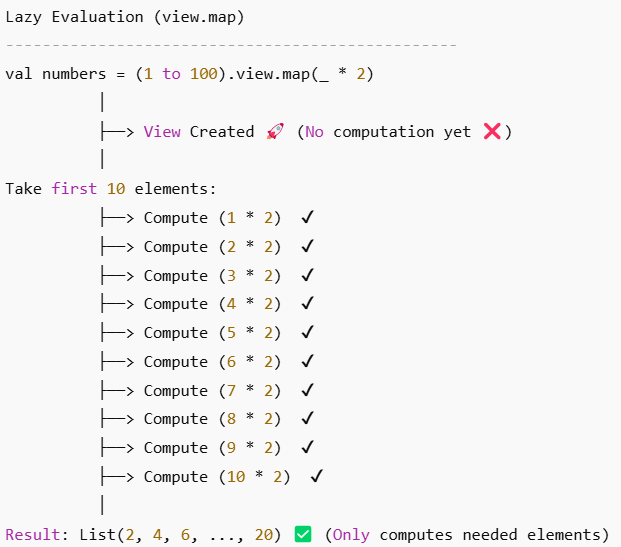 Lazy Evaluation (view.map)
-------------------------------------------------
val numbers = (1 to 100).view.map(_ * 2)
│
├──> View Created 🚀 (No computation yet ❌)
│
Take first 10 elements:
├──> Compute (1 * 2) ✔
├──> Compute (2 * 2) ✔
├──> Compute (3 * 2) ✔
├──> Compute (4 * 2) ✔
├──> Compute (5 * 2) ✔
├──> Compute (6 * 2) ✔
├──> Compute (7 * 2) ✔
├──> Compute (8 * 2) ✔
├──> Compute (9 * 2) ✔
├──> Compute (10 * 2) ✔
│
Result: List(2, 4, 6, ..., 20) ✅ (Only computes needed elements)